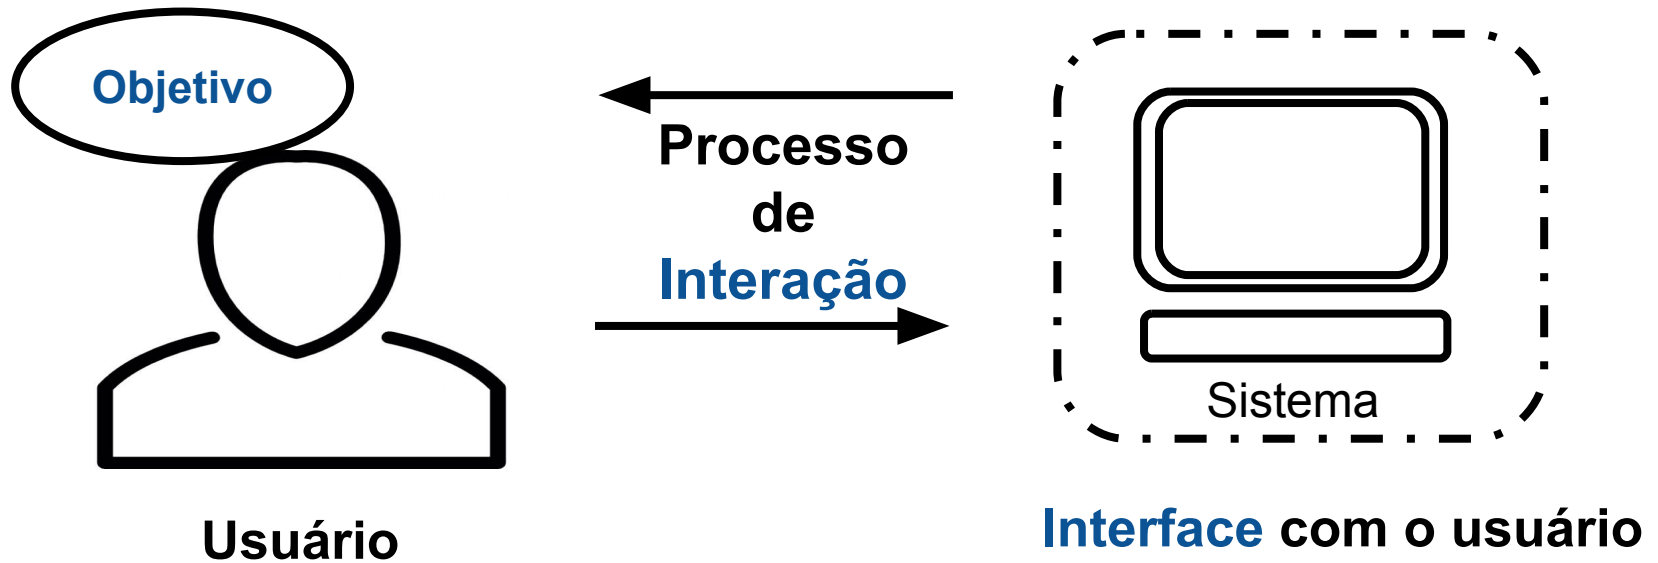 Objetivo
Processo
de
Interação
Sistema
Usuário
Interface com o usuário